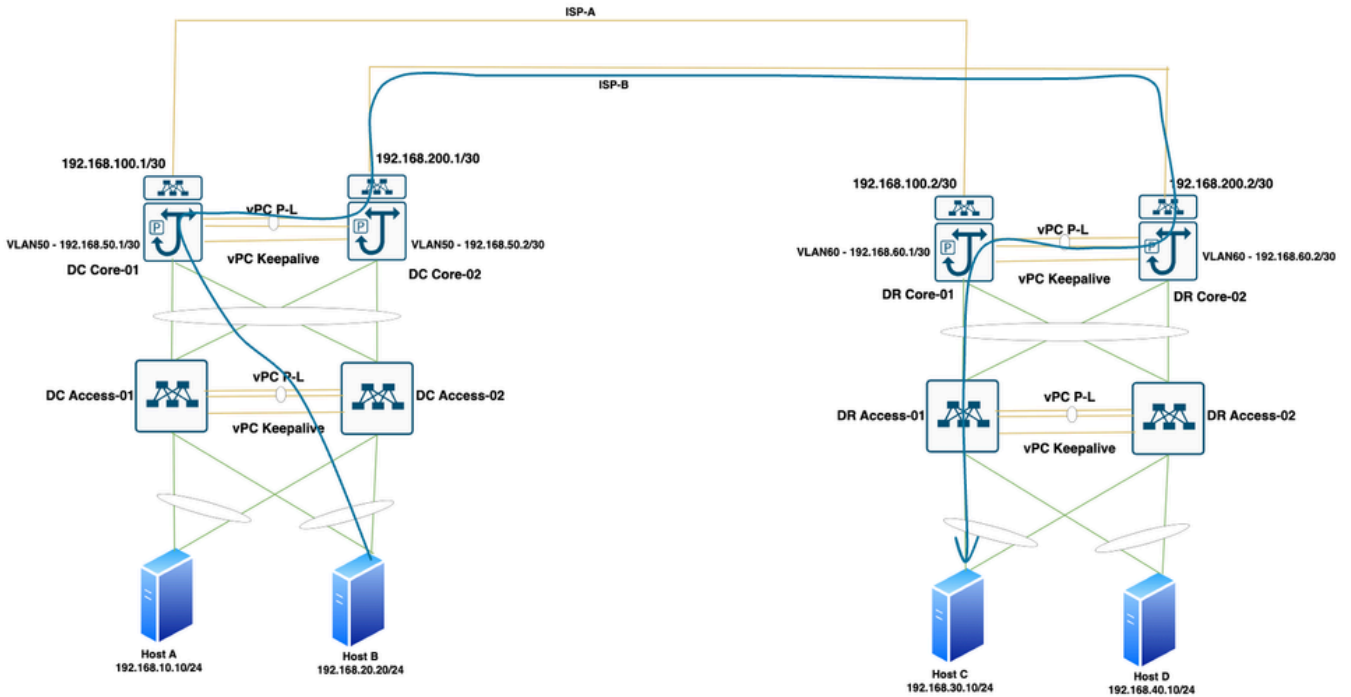 ISP-A
ISP-B
192.168.100.1/30
192.168.200.1/30
192.168.100.2/30
192.168.200.2/30
vPC P-L
P
P
VLAN50 - 192.168.50.1/30
VLAN50 - 192.168.50.2/30
vPC Keepalive
DC Core-01
DC Core-02
vPC P-L
P
P
VLAN60 - 192.168.60.1/30
VLAN60 - 192.168.60.2/30
vPC Keepalive
DR Core-01
DR Core-02
vPC P-L
DC Access-01
DC Access-02
vPC Keepalive
vPC P-L
DR Access-01
DR Access-02
vPC Keepalive
Host A
192.168.10.10/24
Host B
192.168.20.20/24
Host C
192.168.30.10/24
Host D
192.168.40.10/24